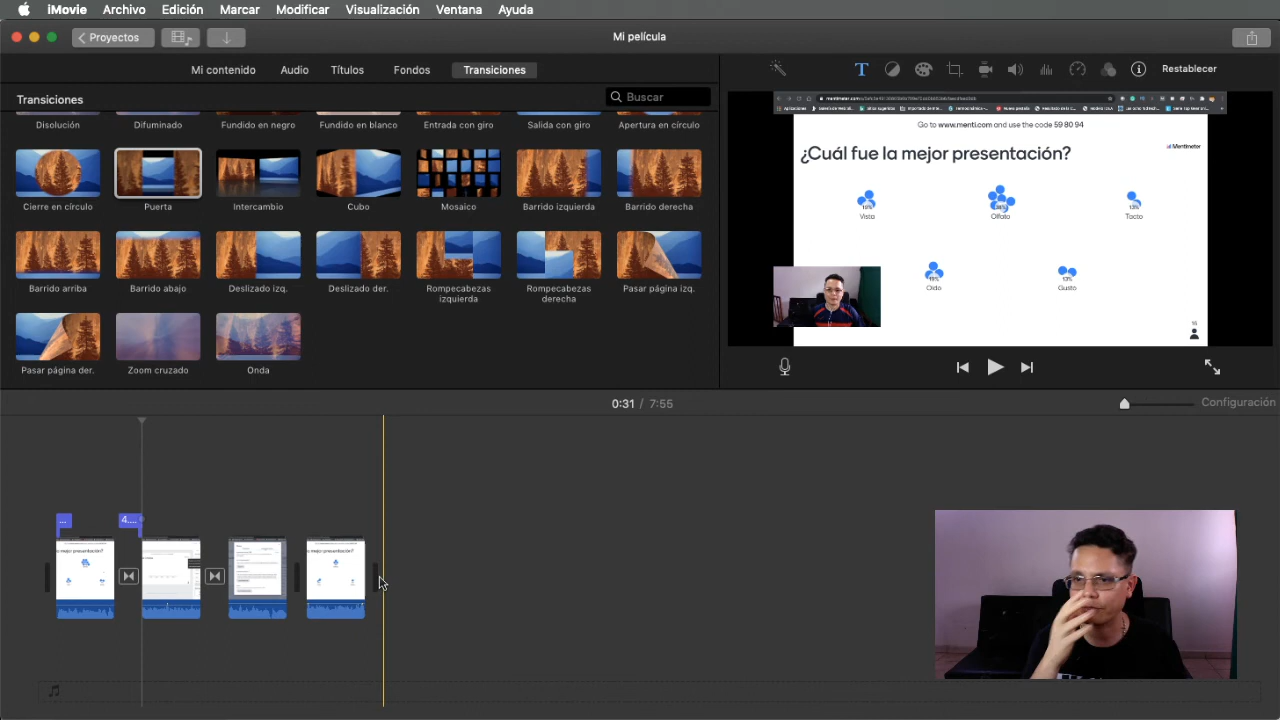 iMovie Archivo Edición Marcar Modificar Visualización Ventana Ayuda
Proyectos
Mi película
Mi contenido Audio Títulos Fondos Transiciones
Restablecer
Transiciones
Buscar
Disolución Difuminado Fundido en negro Fundido en blanco Entrada con giro Salida con giro Apertura en círculo
Cierre en círculo Puerta Intercambio Cubo Mosaico Barrido izquierda Barrido derecha
Barrido arriba Barrido abajo Deslizado izq. Deslizado der. Rompecabezas izquierda Rompecabezas derecha Pasar página izq.
Pasar página der. Zoom cruzado Onda
Go to www.menti.com and use the code 59 80 94
¿Cuál fue la mejor presentación?
Mentimeter
Vista Olfato Tacto
13%
Oído Gusto
13%
0:31 / 7:55
Configuración
...
4....